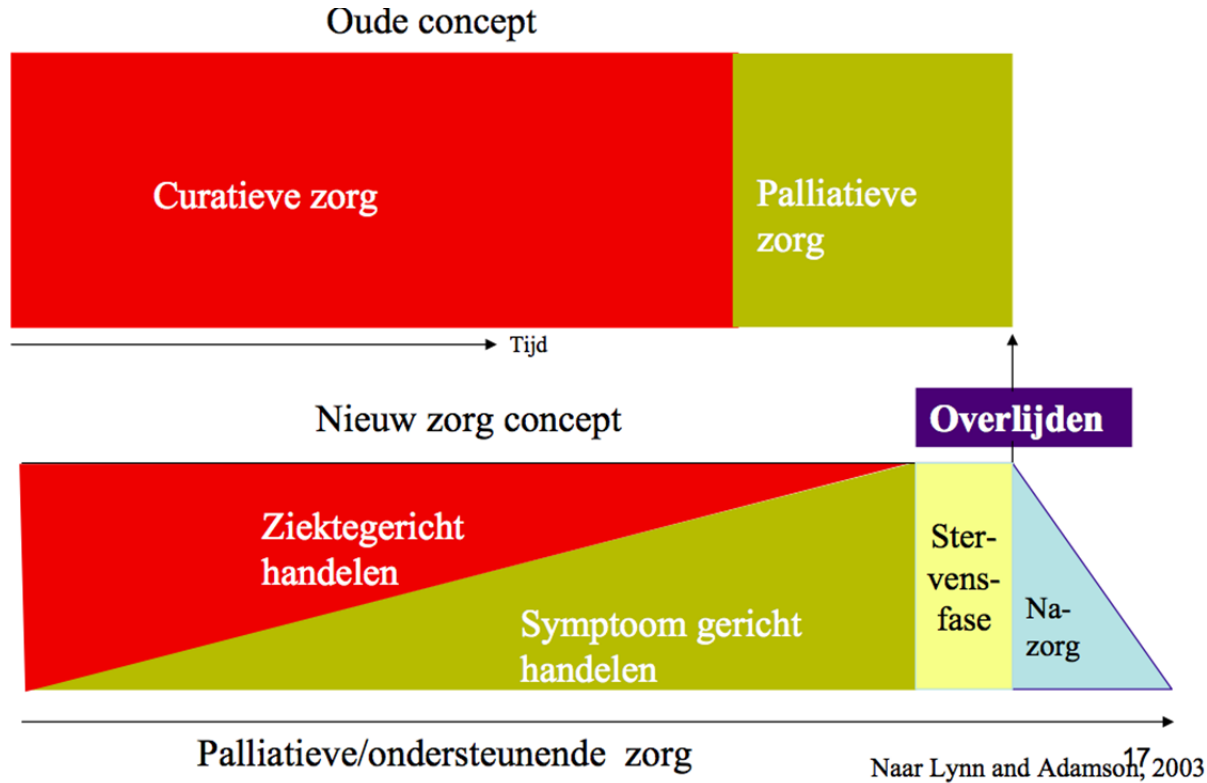 Oude concept
Curatieve zorg
Palliatieve
zorg
Tijd
Nieuw zorg concept
Overlijden
Ziektegericht
handelen
Symptoom gericht
handelen
Ster-
vens-
fase
Na-
zorg
Palliatieve/ondersteunende zorg
17
Naar Lynn and Adamson, 2003